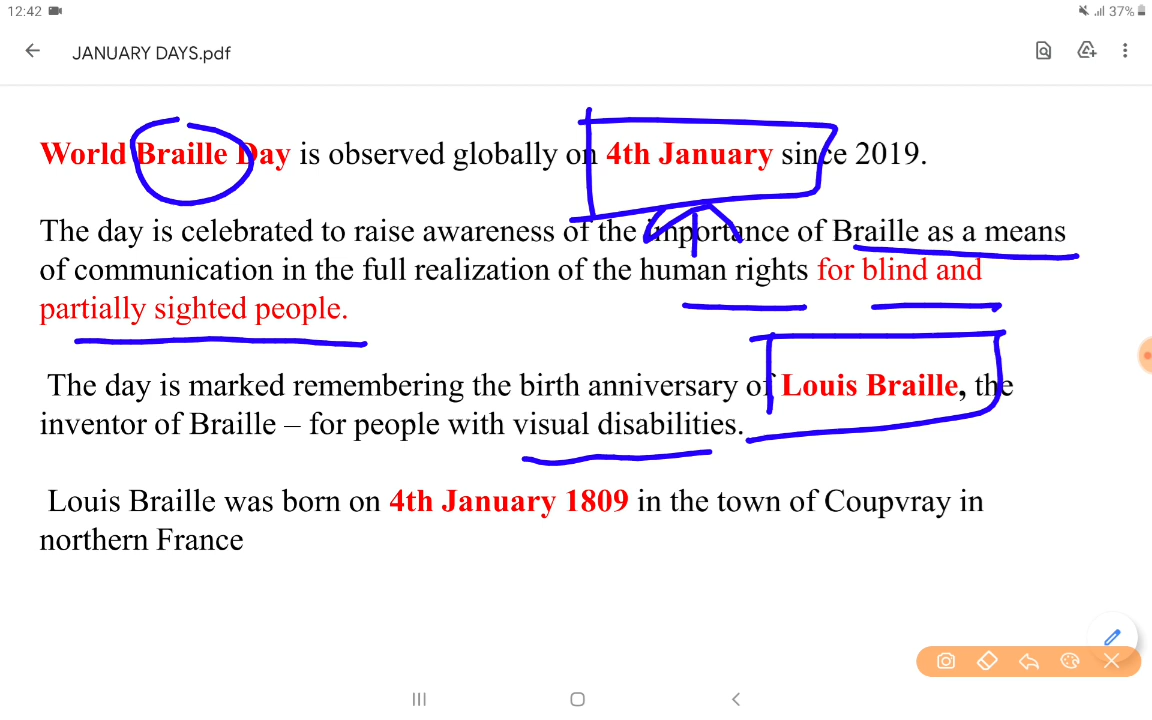 12:42
37%
JANUARY DAYS.pdf
World Braille Day is observed globally on 4th January since 2019.
The day is celebrated to raise awareness of the importance of Braille as a means
of communication in the full realization of the human rights for blind and
partially sighted people.
The day is marked remembering the birth anniversary of Louis Braille, the
inventor of Braille – for people with visual disabilities.
Louis Braille was born on 4th January 1809 in the town of Coupvray in
northern France